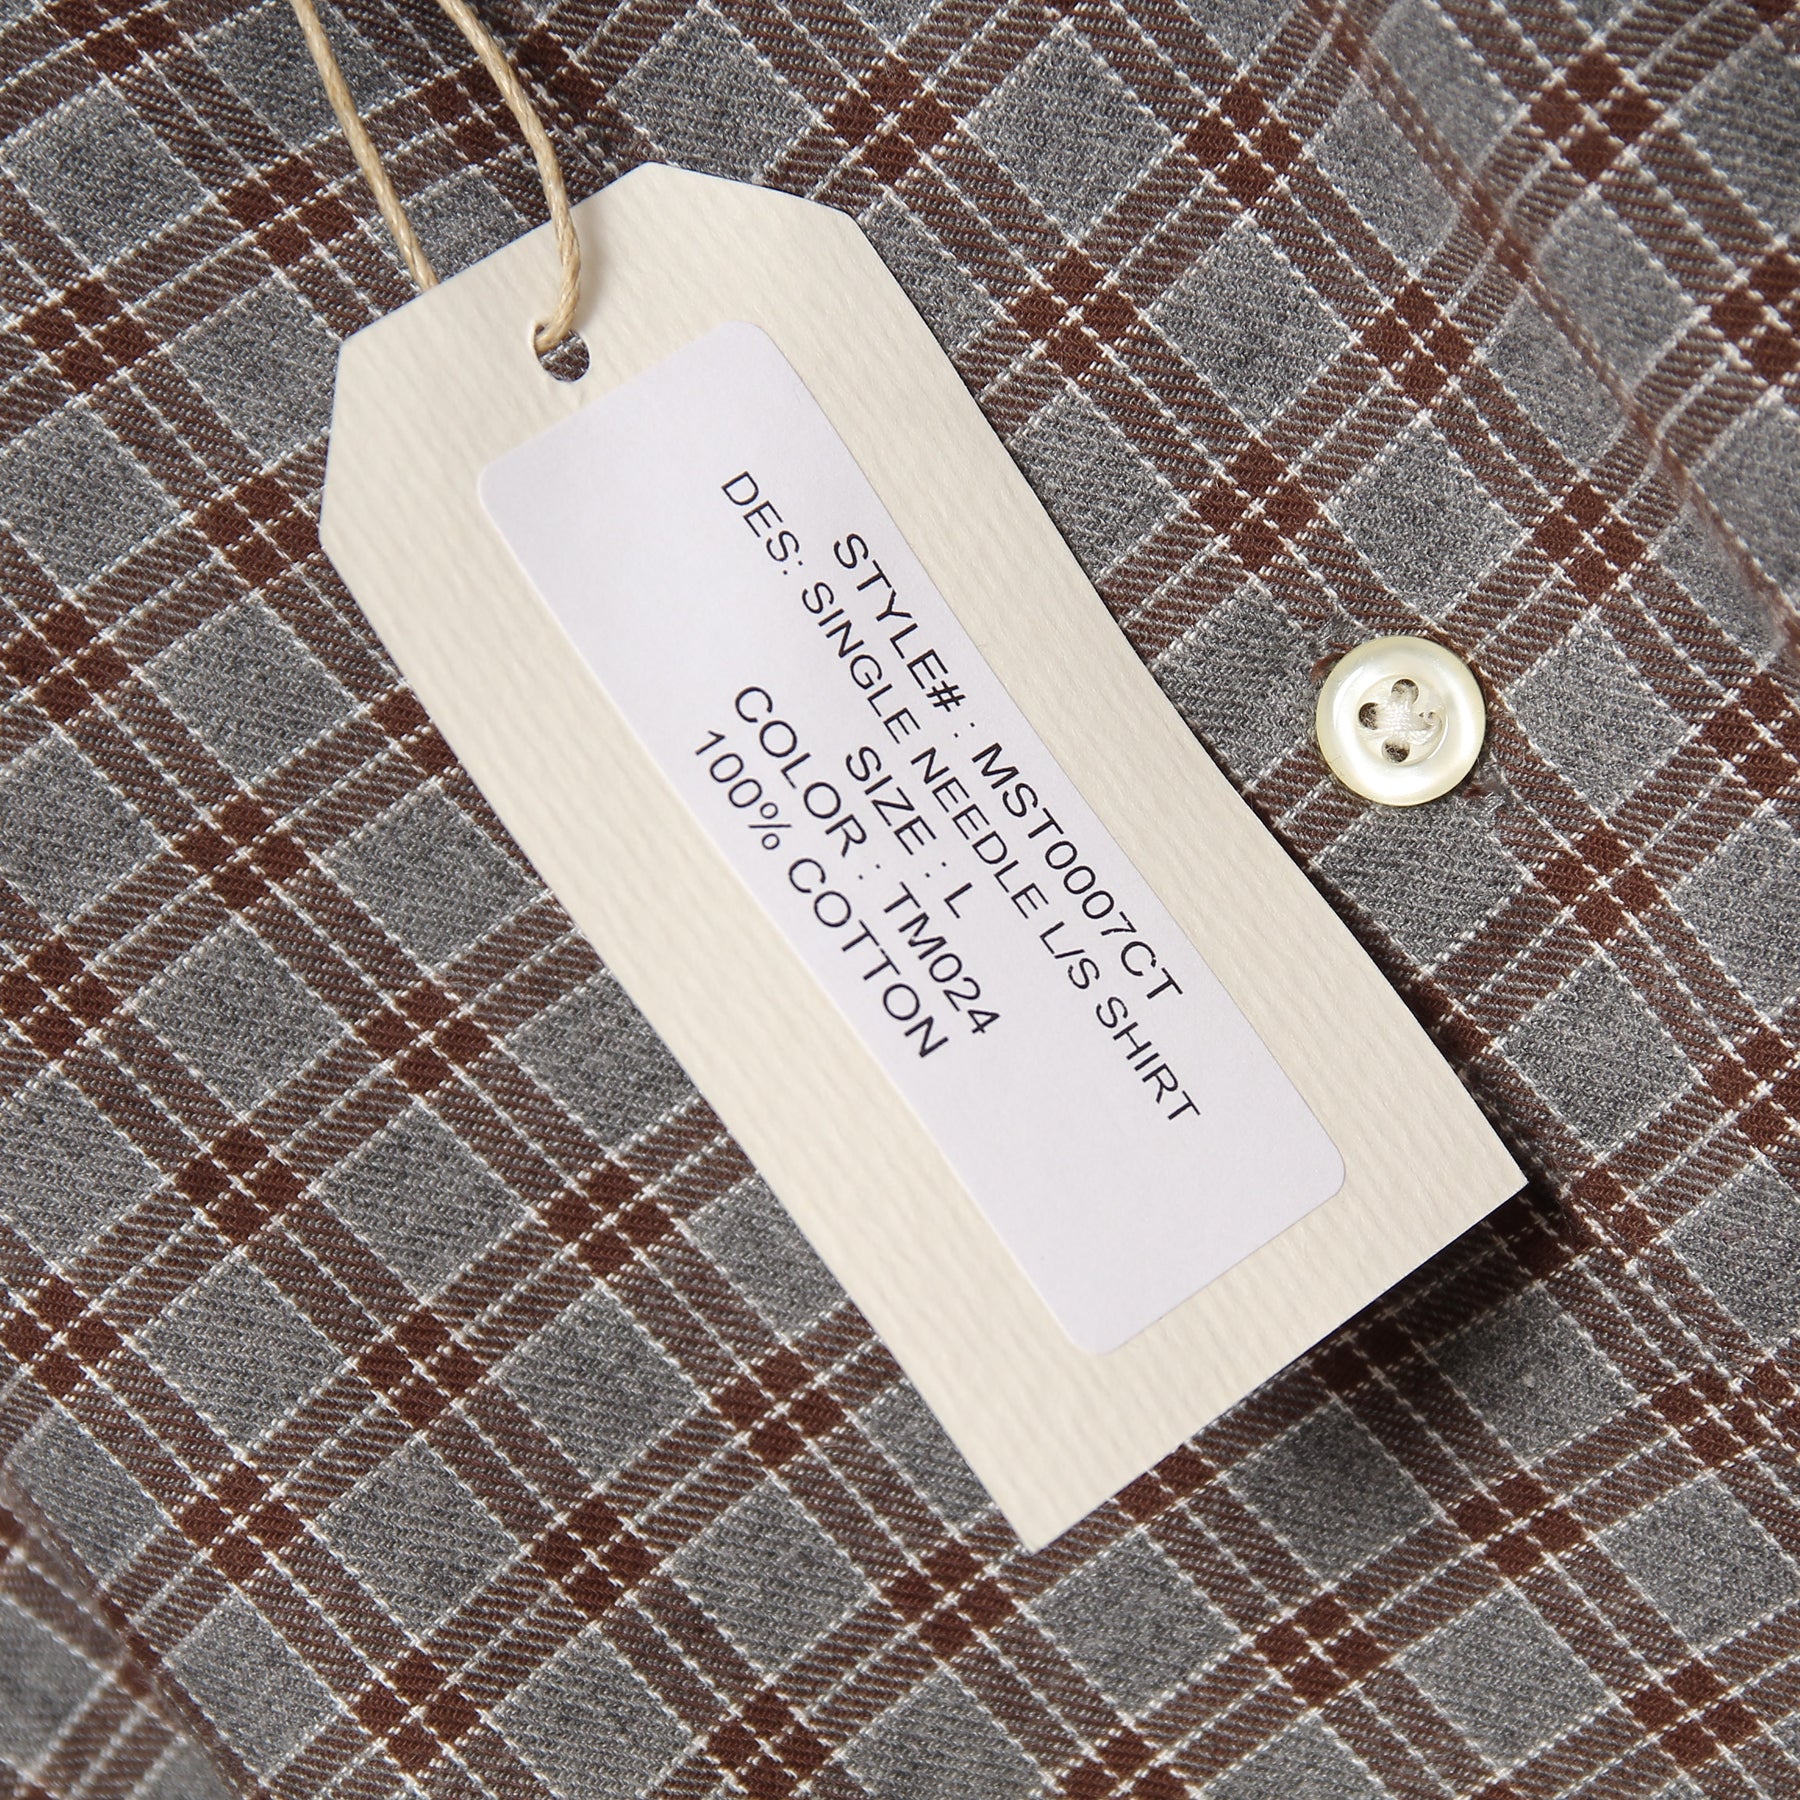 STYLE# : MST0007CT
DES: SINGLE NEEDLE L/S SHIRT
SIZE : L
COLOR : TM024
100% COTTON